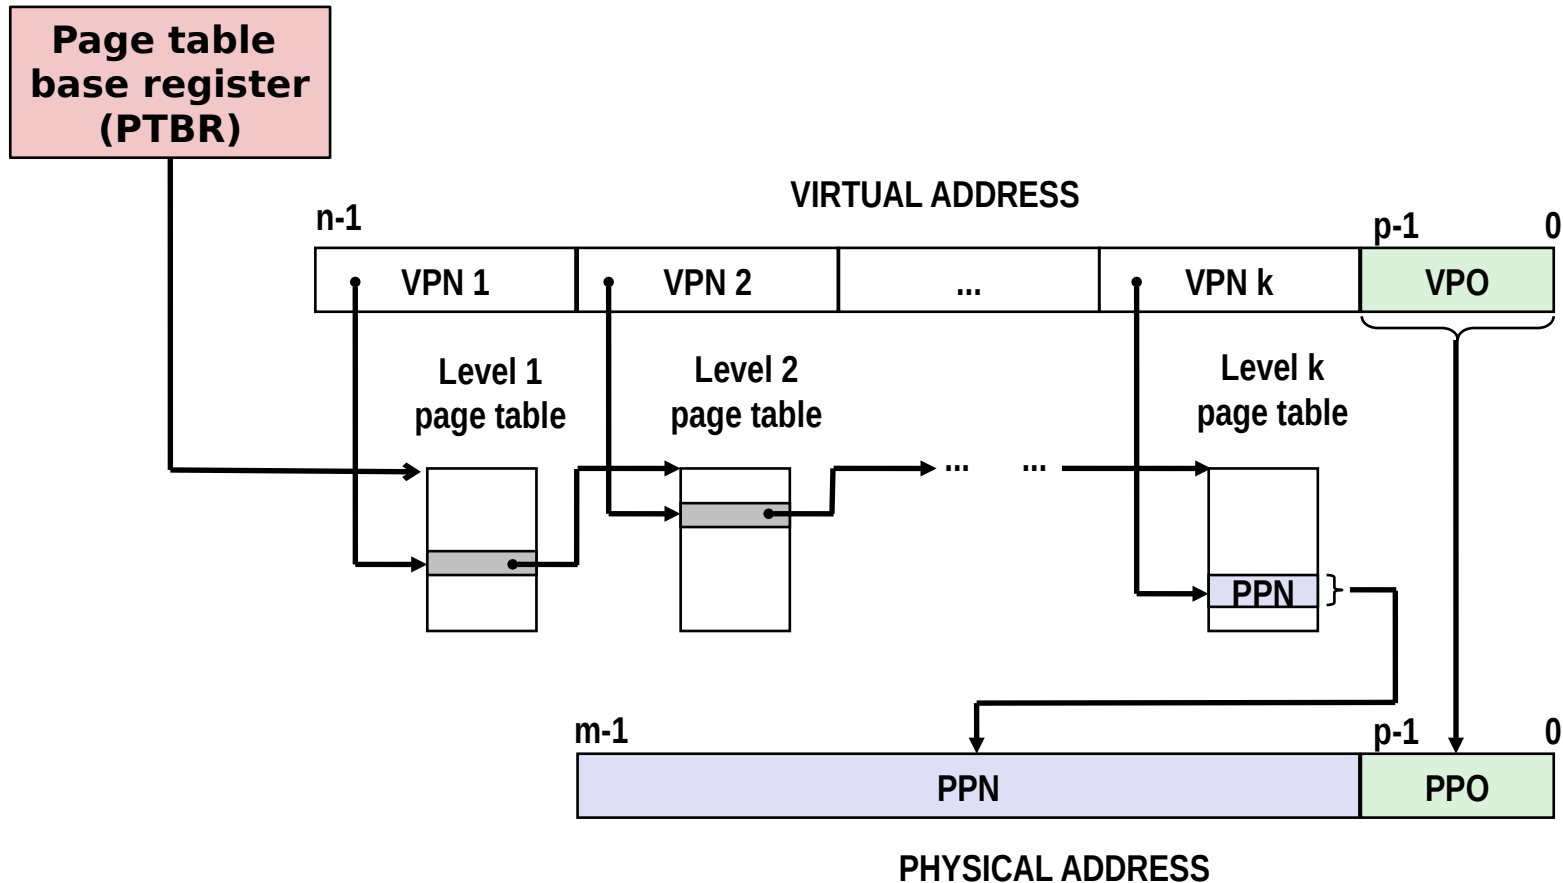 Page table
base register
(PTBR)
VIRTUAL ADDRESS
n-1
p-1
0
VPN 1
VPN 2
...
VPN k
VPO
Level 1
page table
Level 2
page table
Level k
page table
...
...
PPN
m-1
p-1
0
PPN
PPO
PHYSICAL ADDRESS